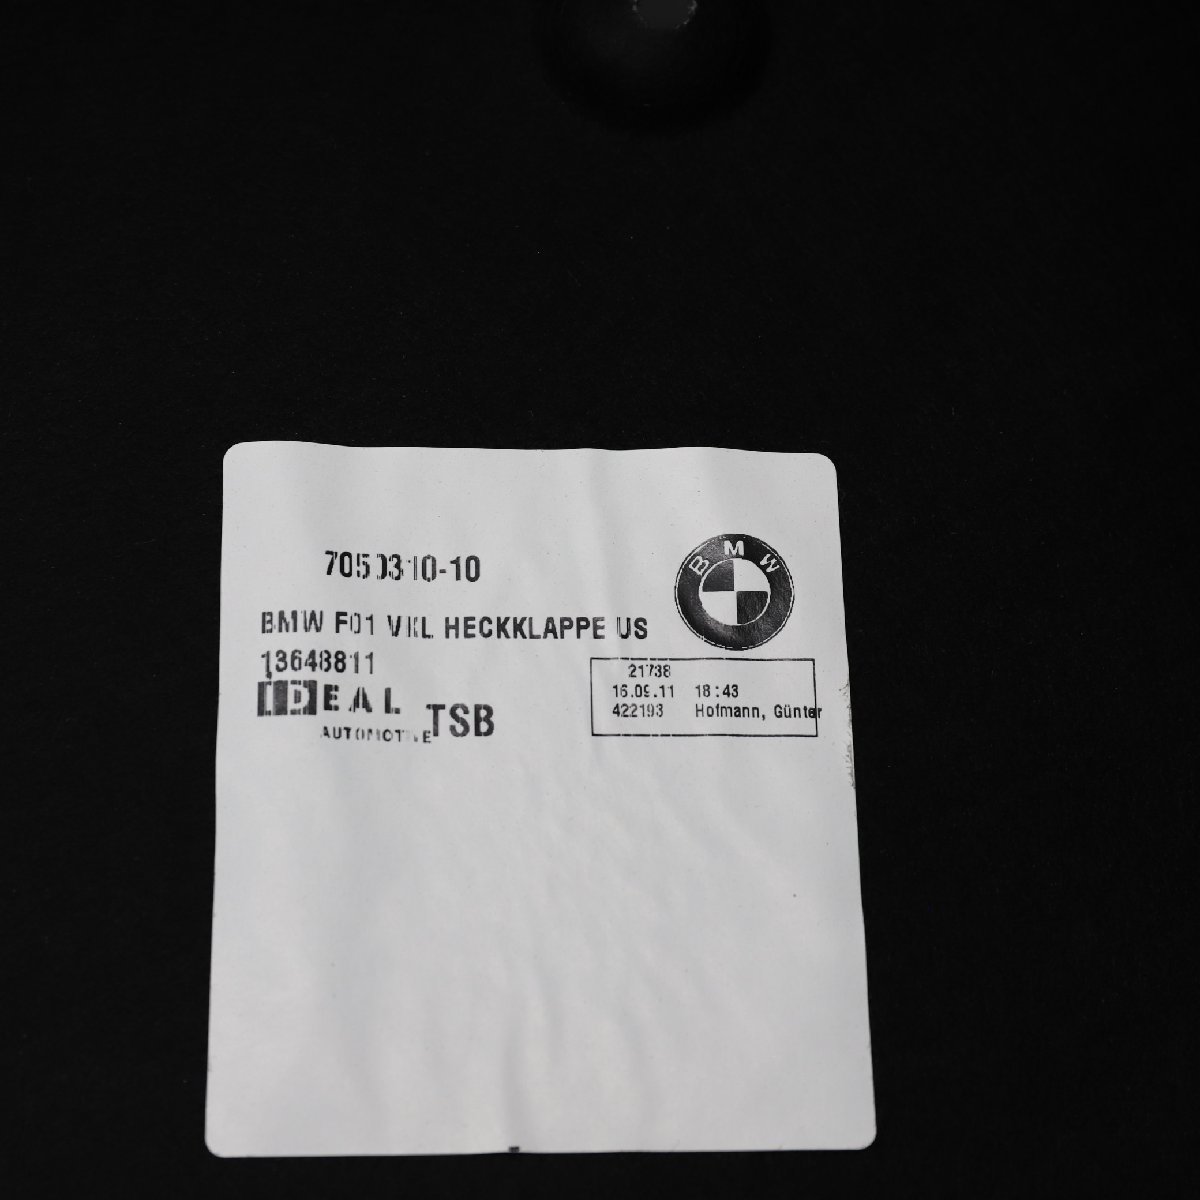 7050310-10
BMW
BMW F01 VKL HECKKLAPPE US
13648811
IDEAL
AUTOMOTIVE
TSB
21738
16.09.11 18:43
422193 Hofmann, Günter